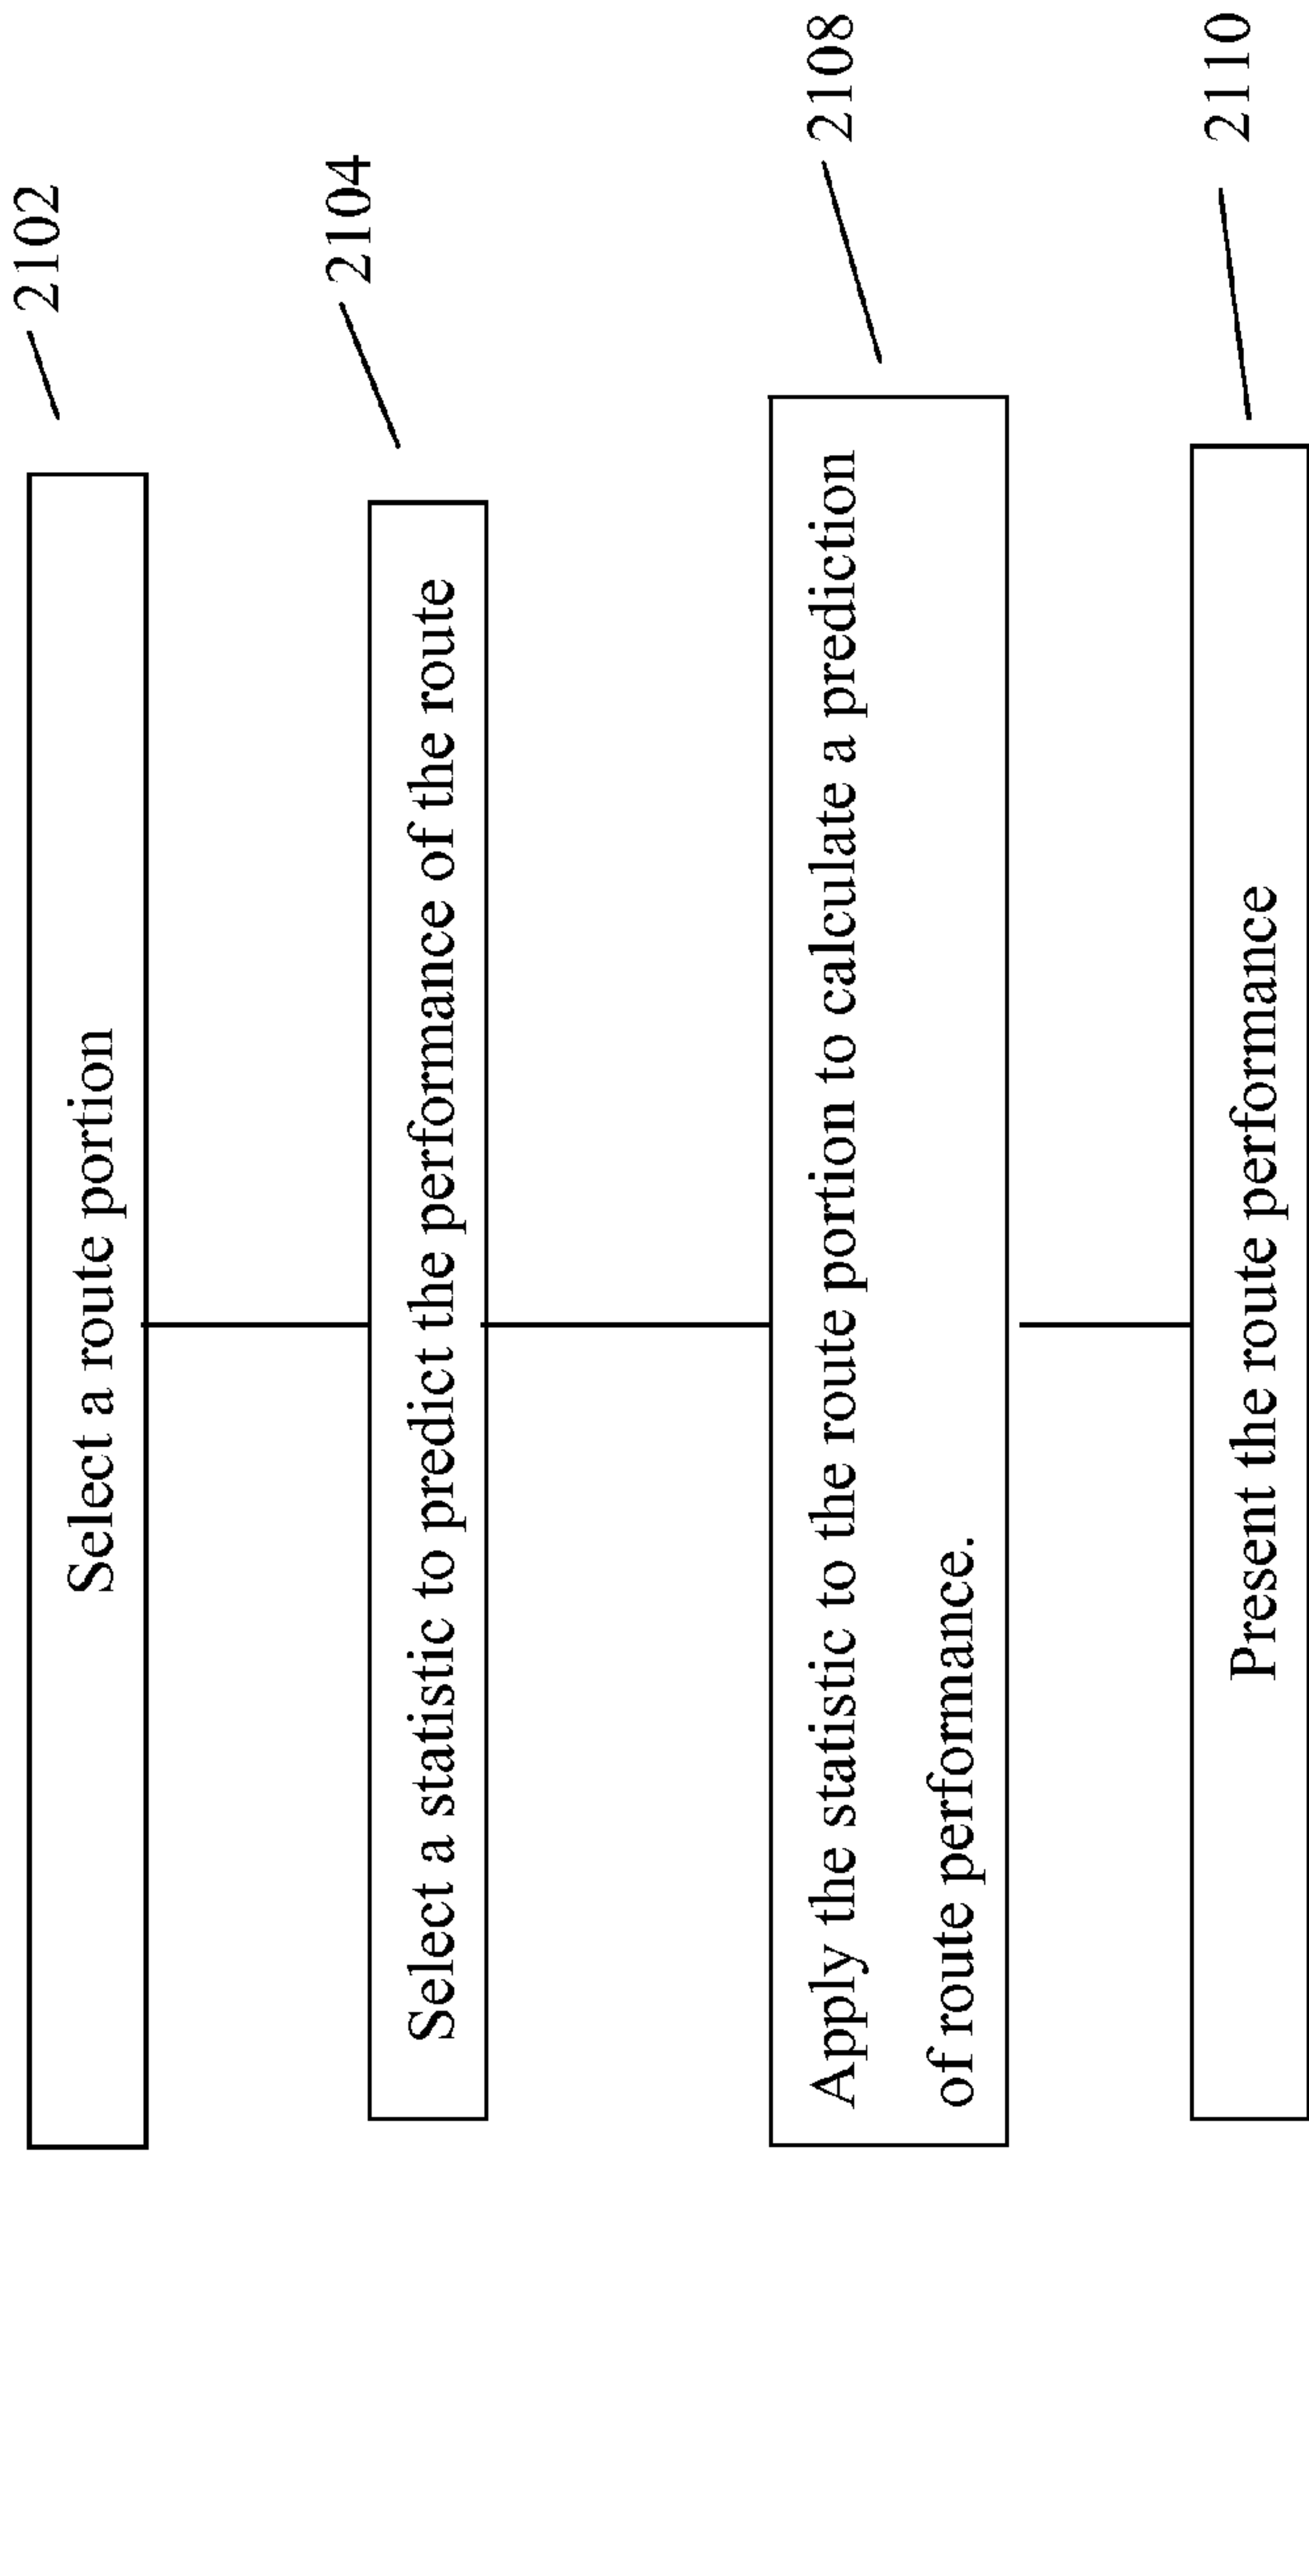 2102
Select a route portion
2104
Select a statistic to predict the performance of the route
2108
Apply the statistic to the route portion to calculate a prediction
of route performance.
2110
Present the route performance